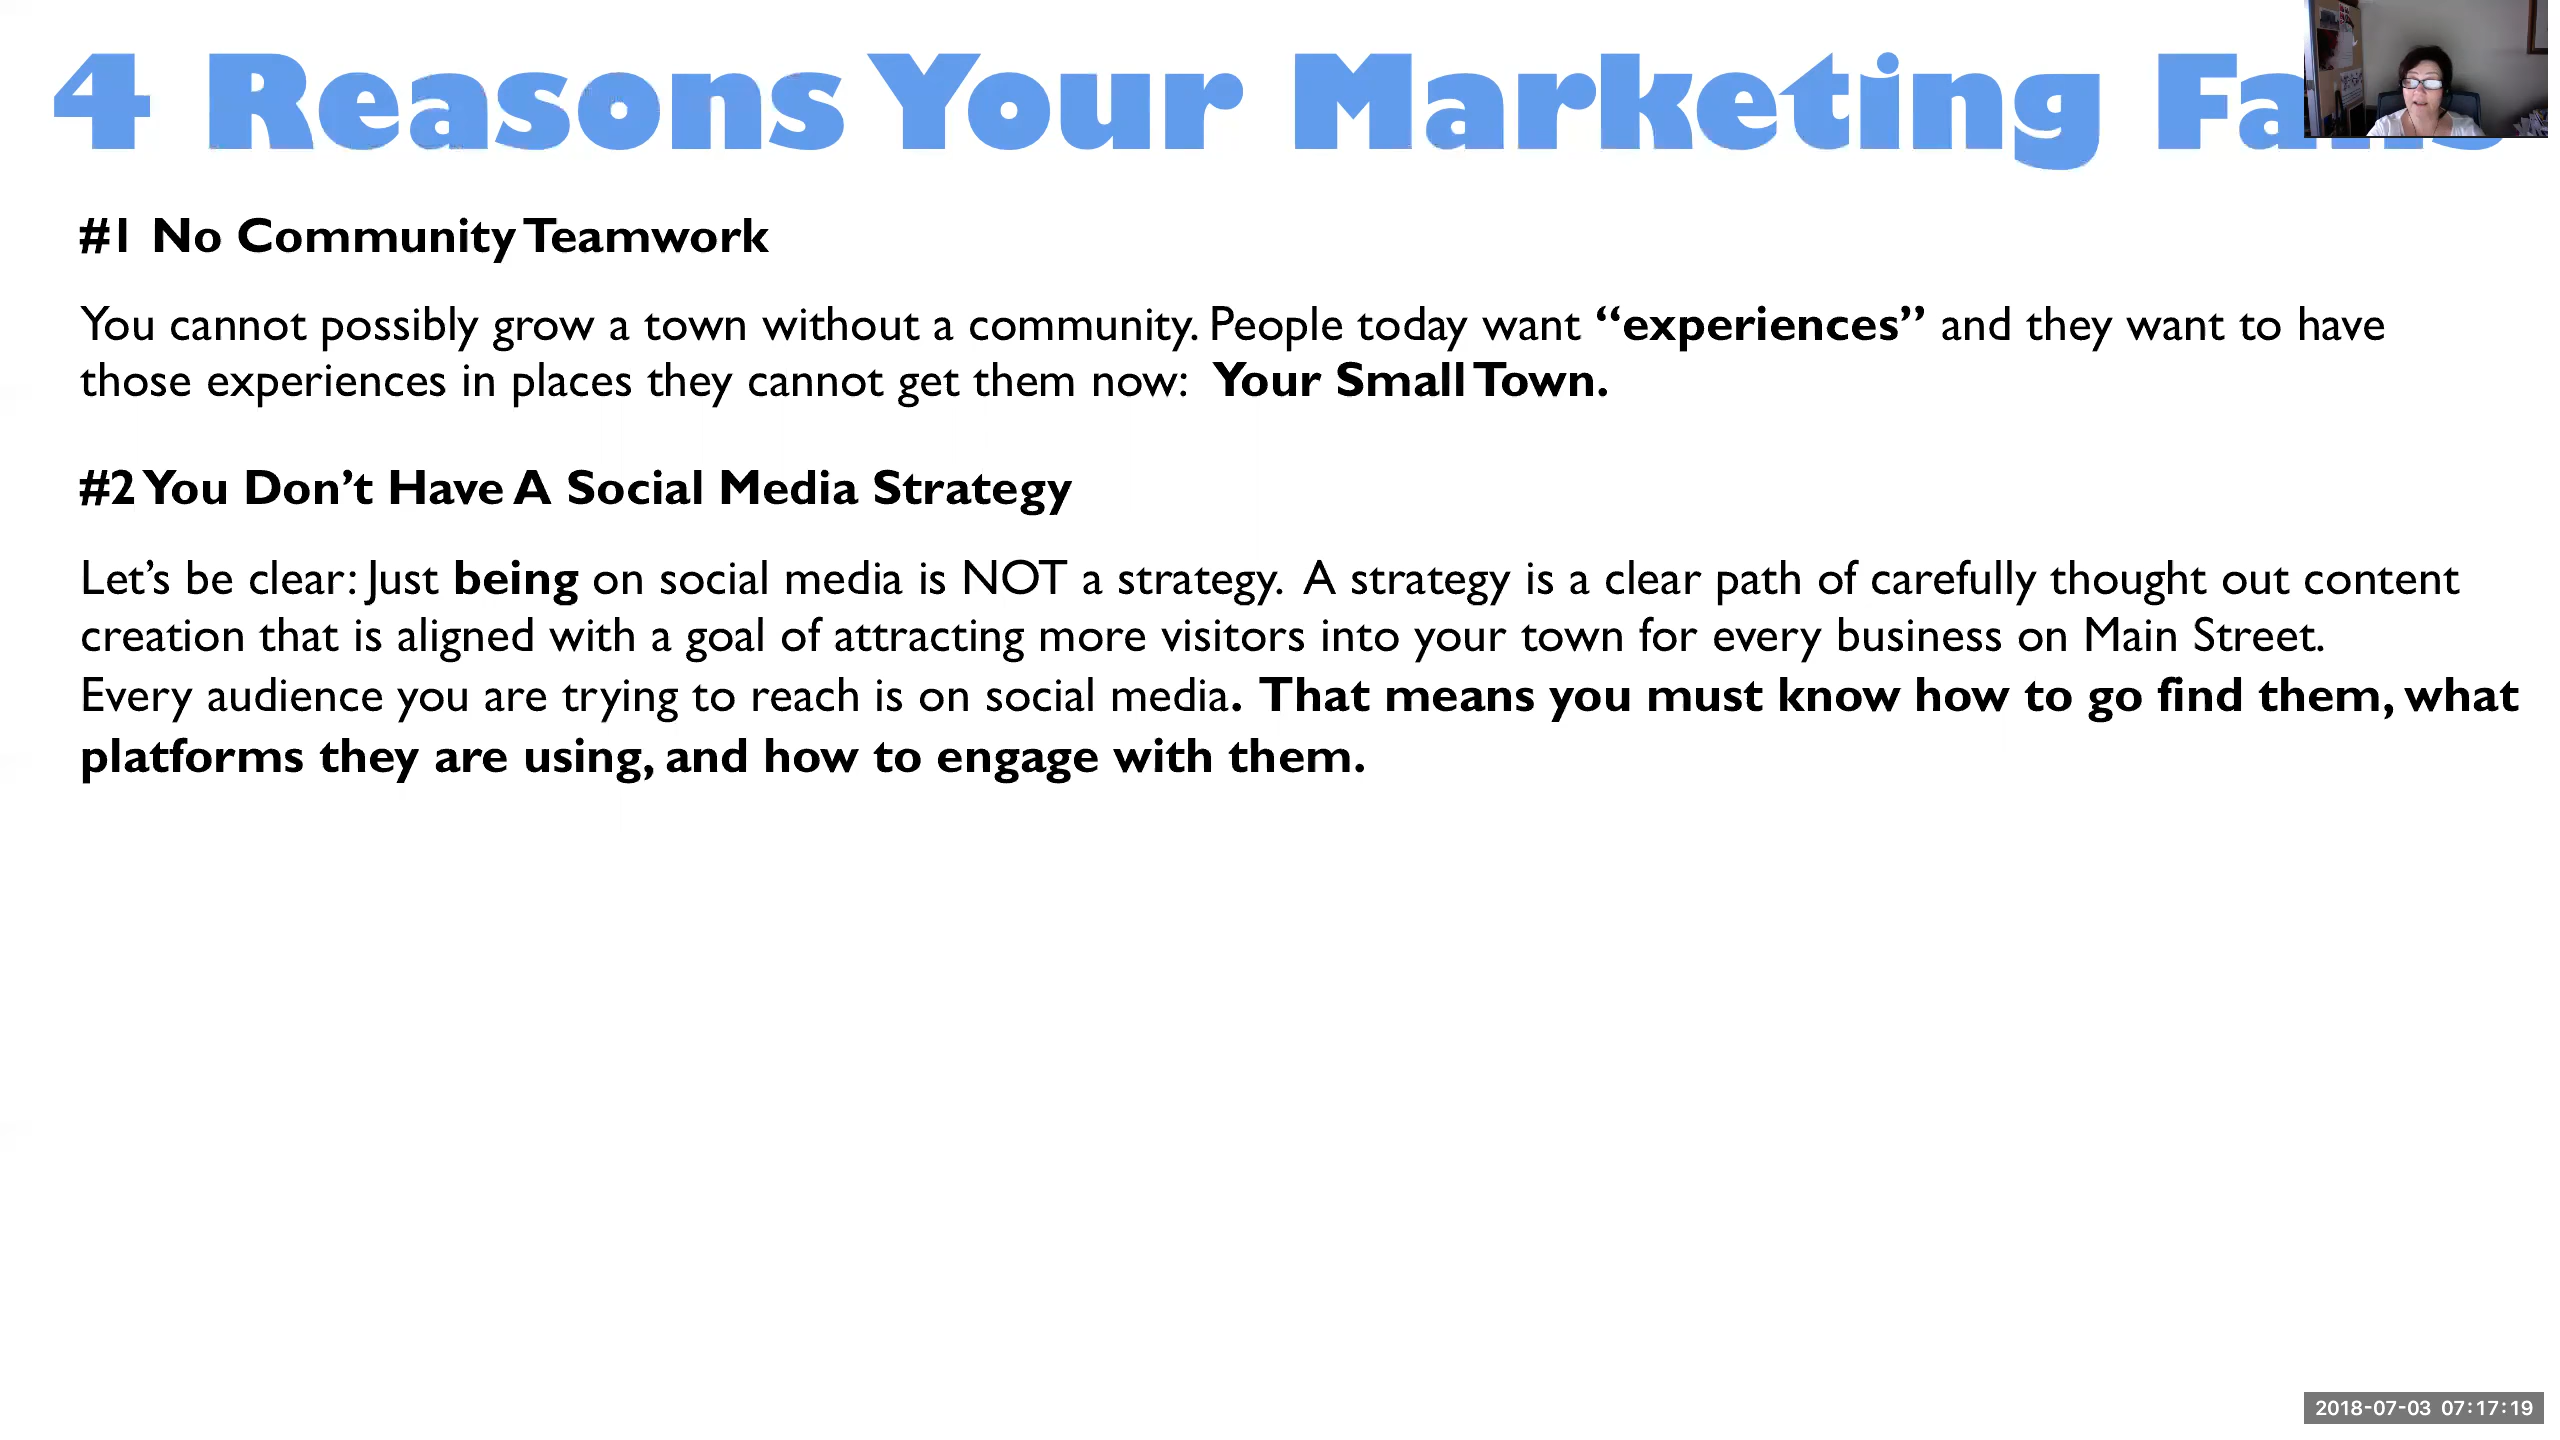 4 Reasons Your Marketing
#1 No Community Teamwork
You cannot possibly grow a town without a community. People today want “experiences” and they want to have
those experiences in places they cannot get them now: Your Small Town.
#2 You Don’t Have A Social Media Strategy
Let’s be clear: Just being on social media is NOT a strategy. A strategy is a clear path of carefully thought out content
creation that is aligned with a goal of attracting more visitors into your town for every business on Main Street.
Every audience you are trying to reach is on social media. That means you must know how to go find them, what
platforms they are using, and how to engage with them.
2018-07-03 07:17:19